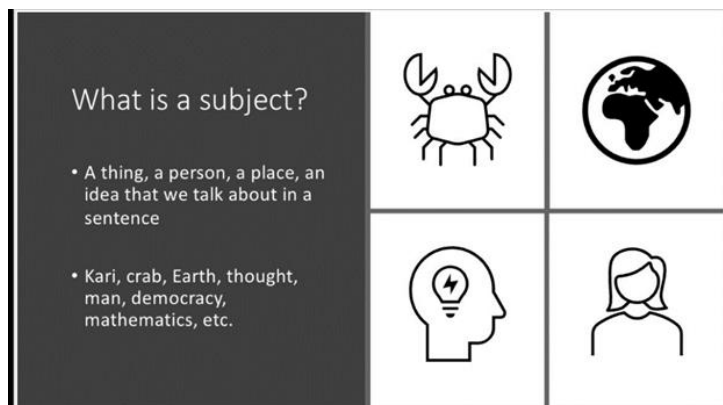 What is a subject?
• A thing, a person, a place, an
idea that we talk about in a
sentence
• Kari, crab, Earth, thought,
man, democracy,
mathematics, etc.